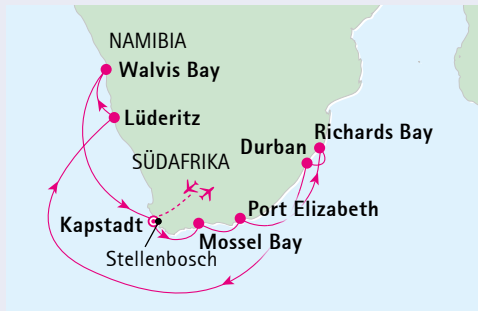 NAMIBIA
Walvis Bay
Lüderitz
Richards Bay
Durban
SÜDAFRIKA
Port Elizabeth
Kapstadt
Mossel Bay
Stellenbosch